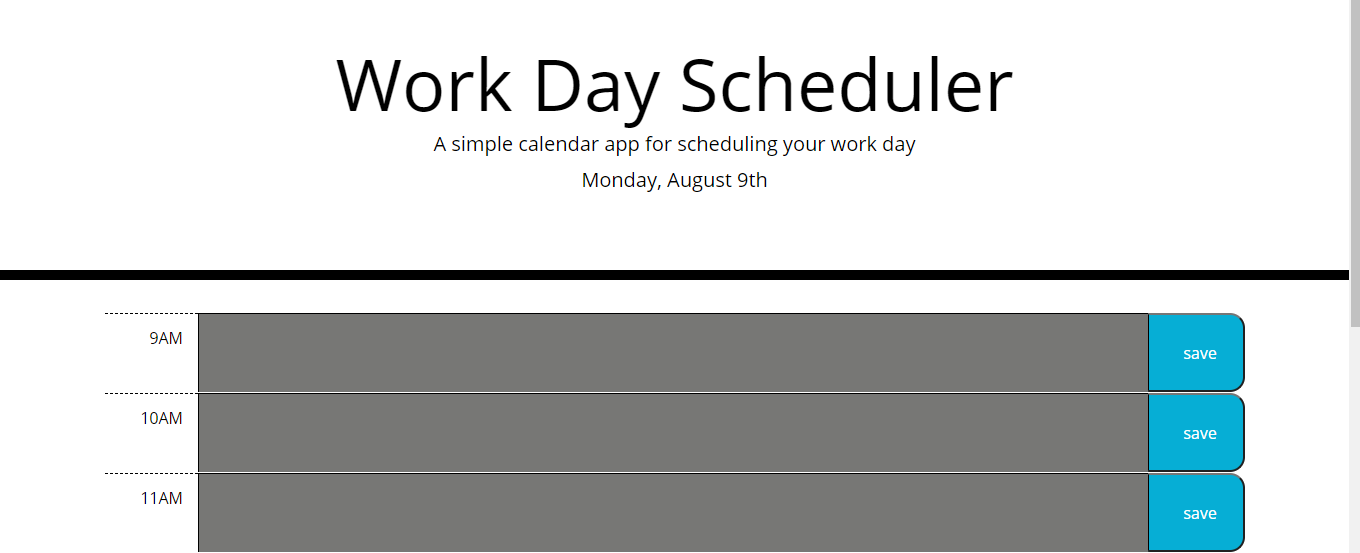 Work Day Scheduler
A simple calendar app for scheduling your work day
Monday, August 9th
9AM
save
10AM
save
11AM
save